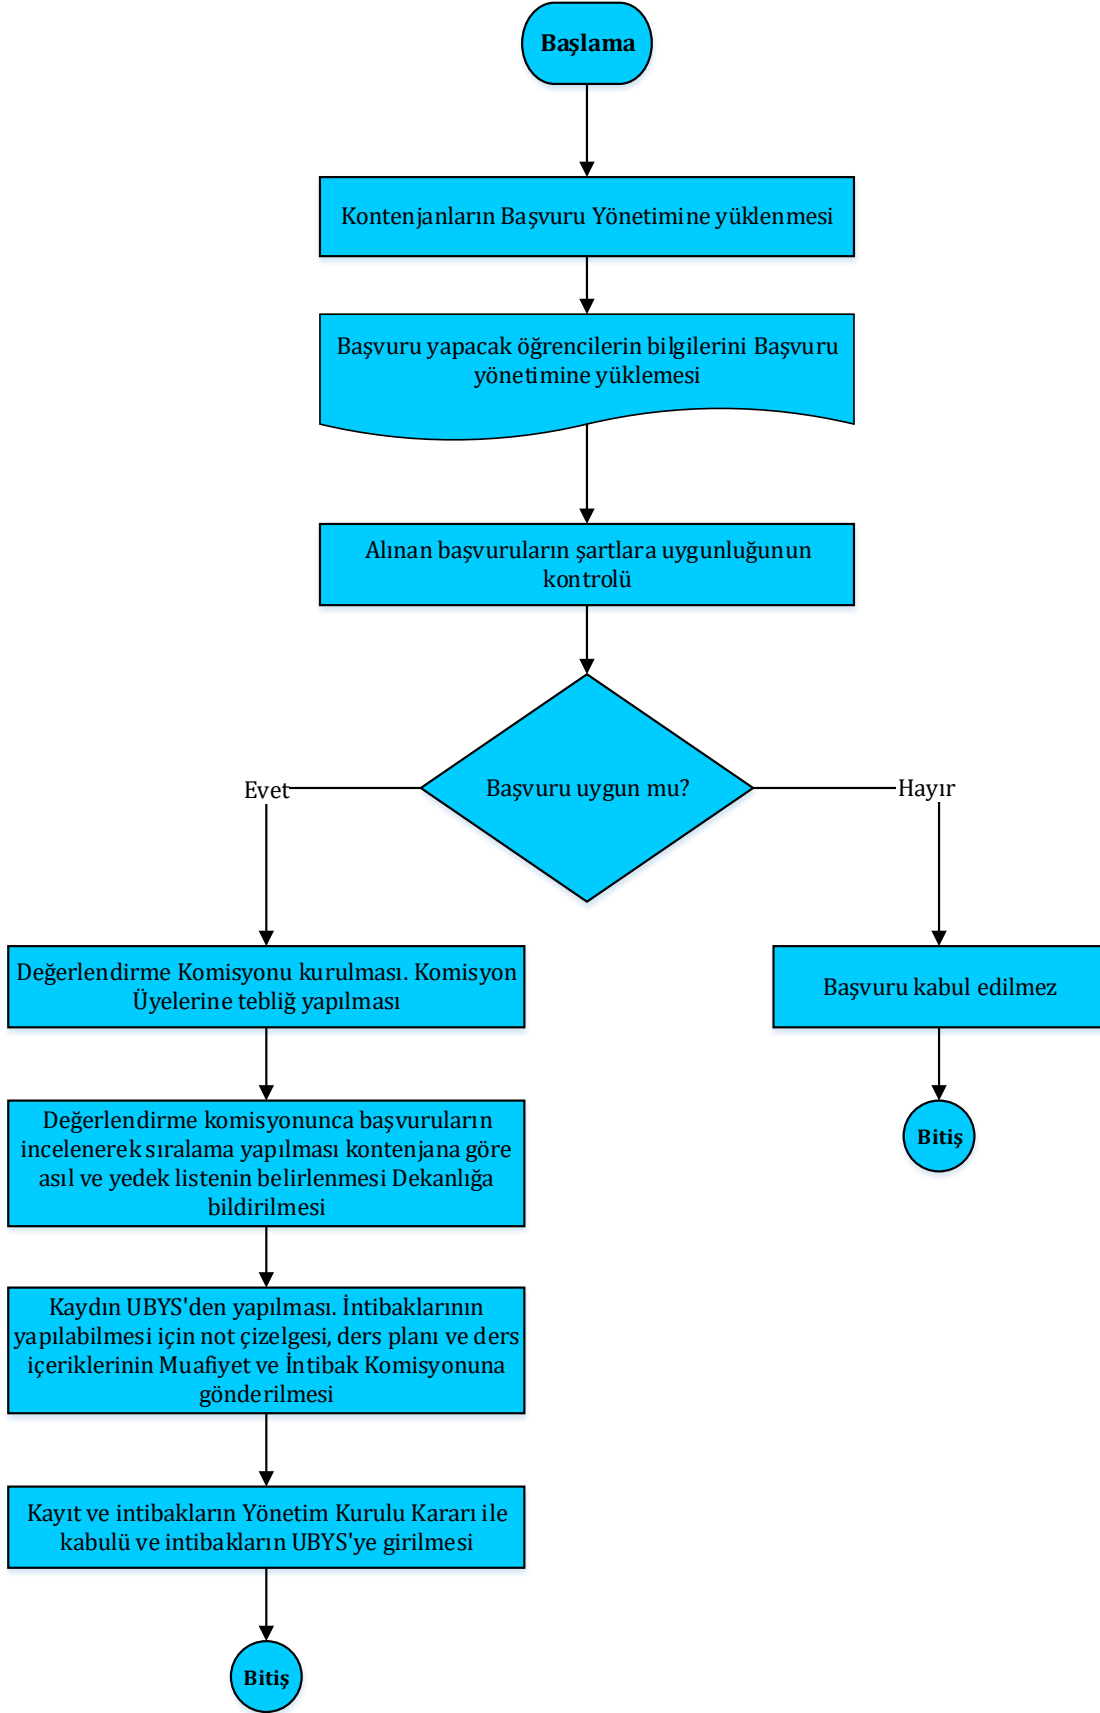 Başlama
Kontenjanların Başvuru Yönetimine yüklenmesi
Başvuru yapacak öğrencilerin bilgilerini Başvuru
yönetimine yüklemesi
Alınan başvuruların şartlara uygunluğunun
kontrolü
Başvuru uygun mu?
Evet
Hayır
Değerlendirme Komisyonu kurulması. Komisyon
Üyelerine tebliğ yapılması
Başvuru kabul edilmez
Bitiş
Değerlendirme komisyonunca başvuruların
incelenerek sıralama yapılması kontenjana göre
asıl ve yedek listenin belirlenmesi Dekanlığa
bildirilmesi
Kaydın UBYS'den yapılması. İntibaklarının
yapılabilmesi için not çizelgesi, ders planı ve ders
içeriklerinin Muafiyet ve İntibak Komisyonuna
gönderilmesi
Kayıt ve intibakların Yönetim Kurulu Kararı ile
kabulü ve intibakların UBYS'ye girilmesi
Bitiş